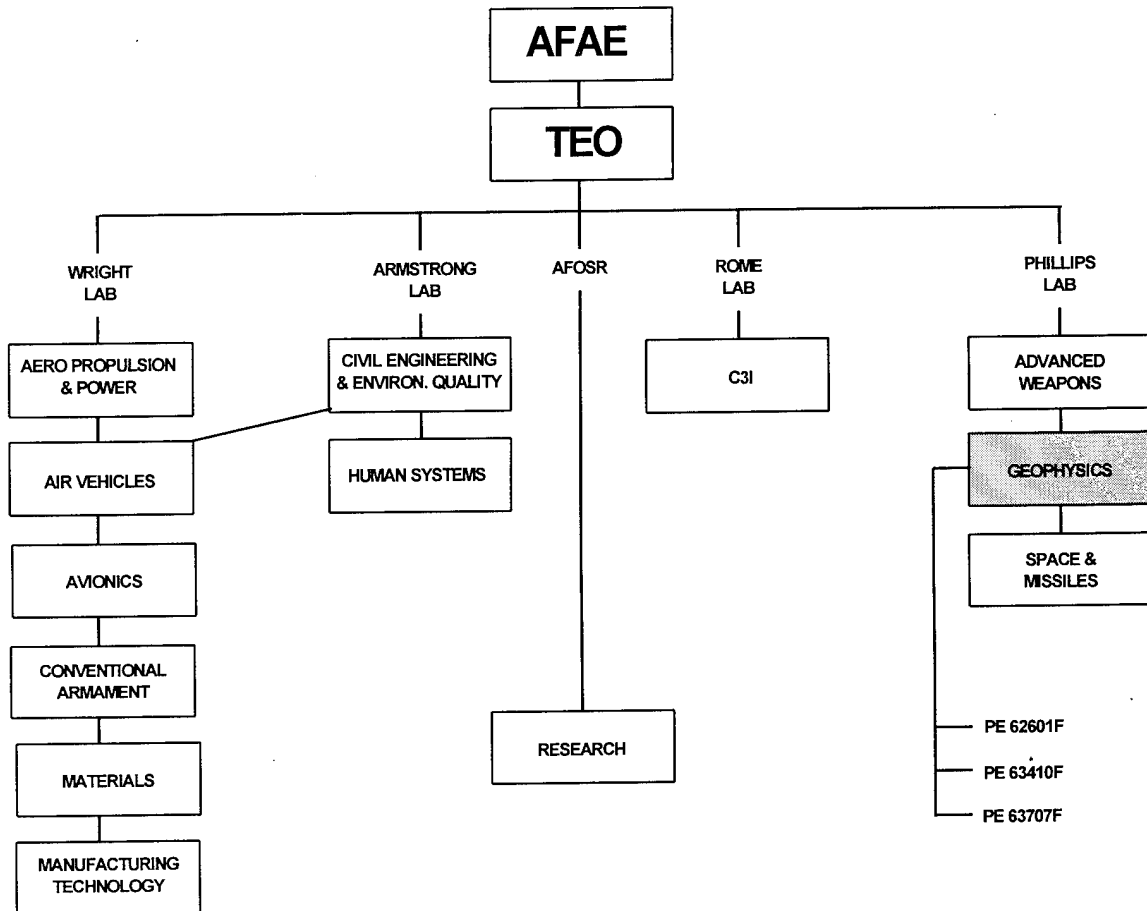 AFAE
TEO
WRIGHT
LAB
ARMSTRONG
LAB
AFOSR
ROME
LAB
PHILLIPS
LAB
AERO PROPULSION
& POWER
AIR VEHICLES
AVIONICS
CONVENTIONAL
ARMAMENT
MATERIALS
MANUFACTURING
TECHNOLOGY
CIVIL ENGINEERING
& ENVIRON. QUALITY
HUMAN SYSTEMS
RESEARCH
C3I
ADVANCED
WEAPONS
GEOPHYSICS
SPACE &
MISSILES
PE 62601F
PE 63410F
PE 63707F